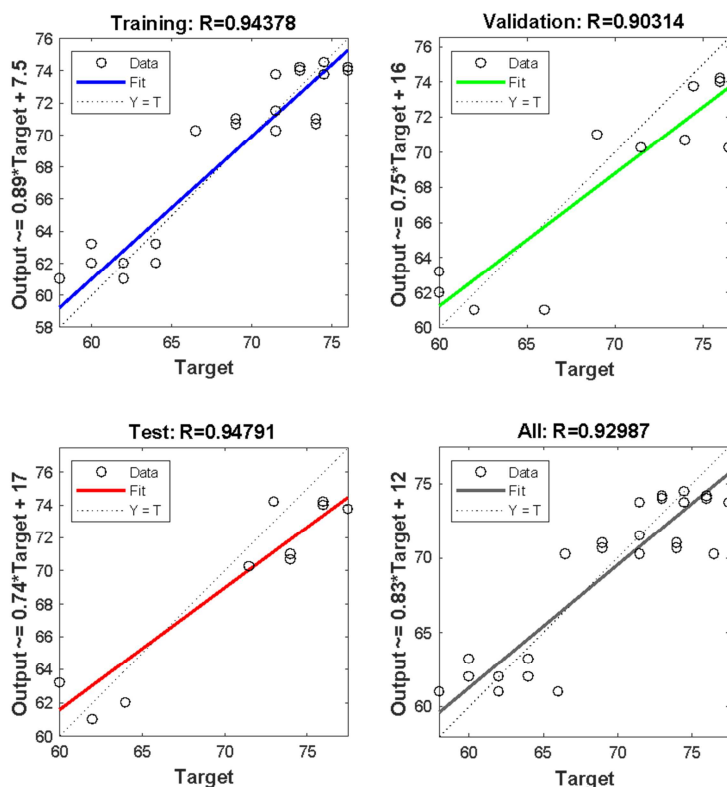 Training: R=0.94378
Output ~= 0.89*Target + 7.5
76
74
72
70
68
66
64
62
60
58
Data
Fit
Y = T
60
65
70
75
Target
Validation: R=0.90314
Output ~= 0.75*Target + 16
76
74
72
70
68
66
64
62
60
Data
Fit
Y = T
60
65
70
75
Target
Test: R=0.94791
Output ~= 0.74*Target + 17
76
74
72
70
68
66
64
62
60
Data
Fit
Y = T
60
65
70
75
Target
All: R=0.92987
Output ~= 0.83*Target + 12
75
70
65
60
Data
Fit
Y = T
60
65
70
75
Target